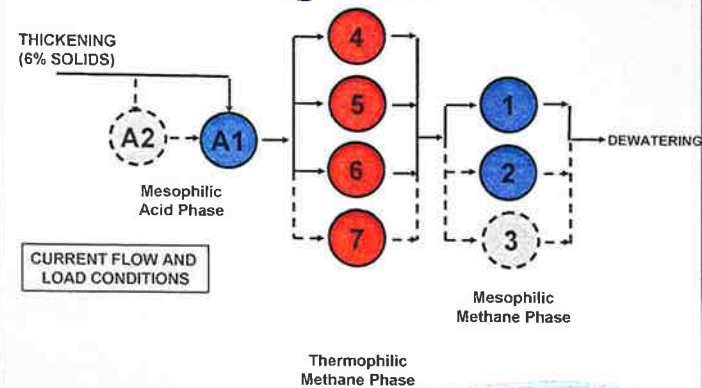 THICKENING
(6% SOLIDS)
4
5
6
7
A2
A1
1
2
3
DEWATERING
Mesophilic
Acid Phase
CURRENT FLOW AND
LOAD CONDITIONS
Mesophilic
Methane Phase
Thermophilic
Methane Phase